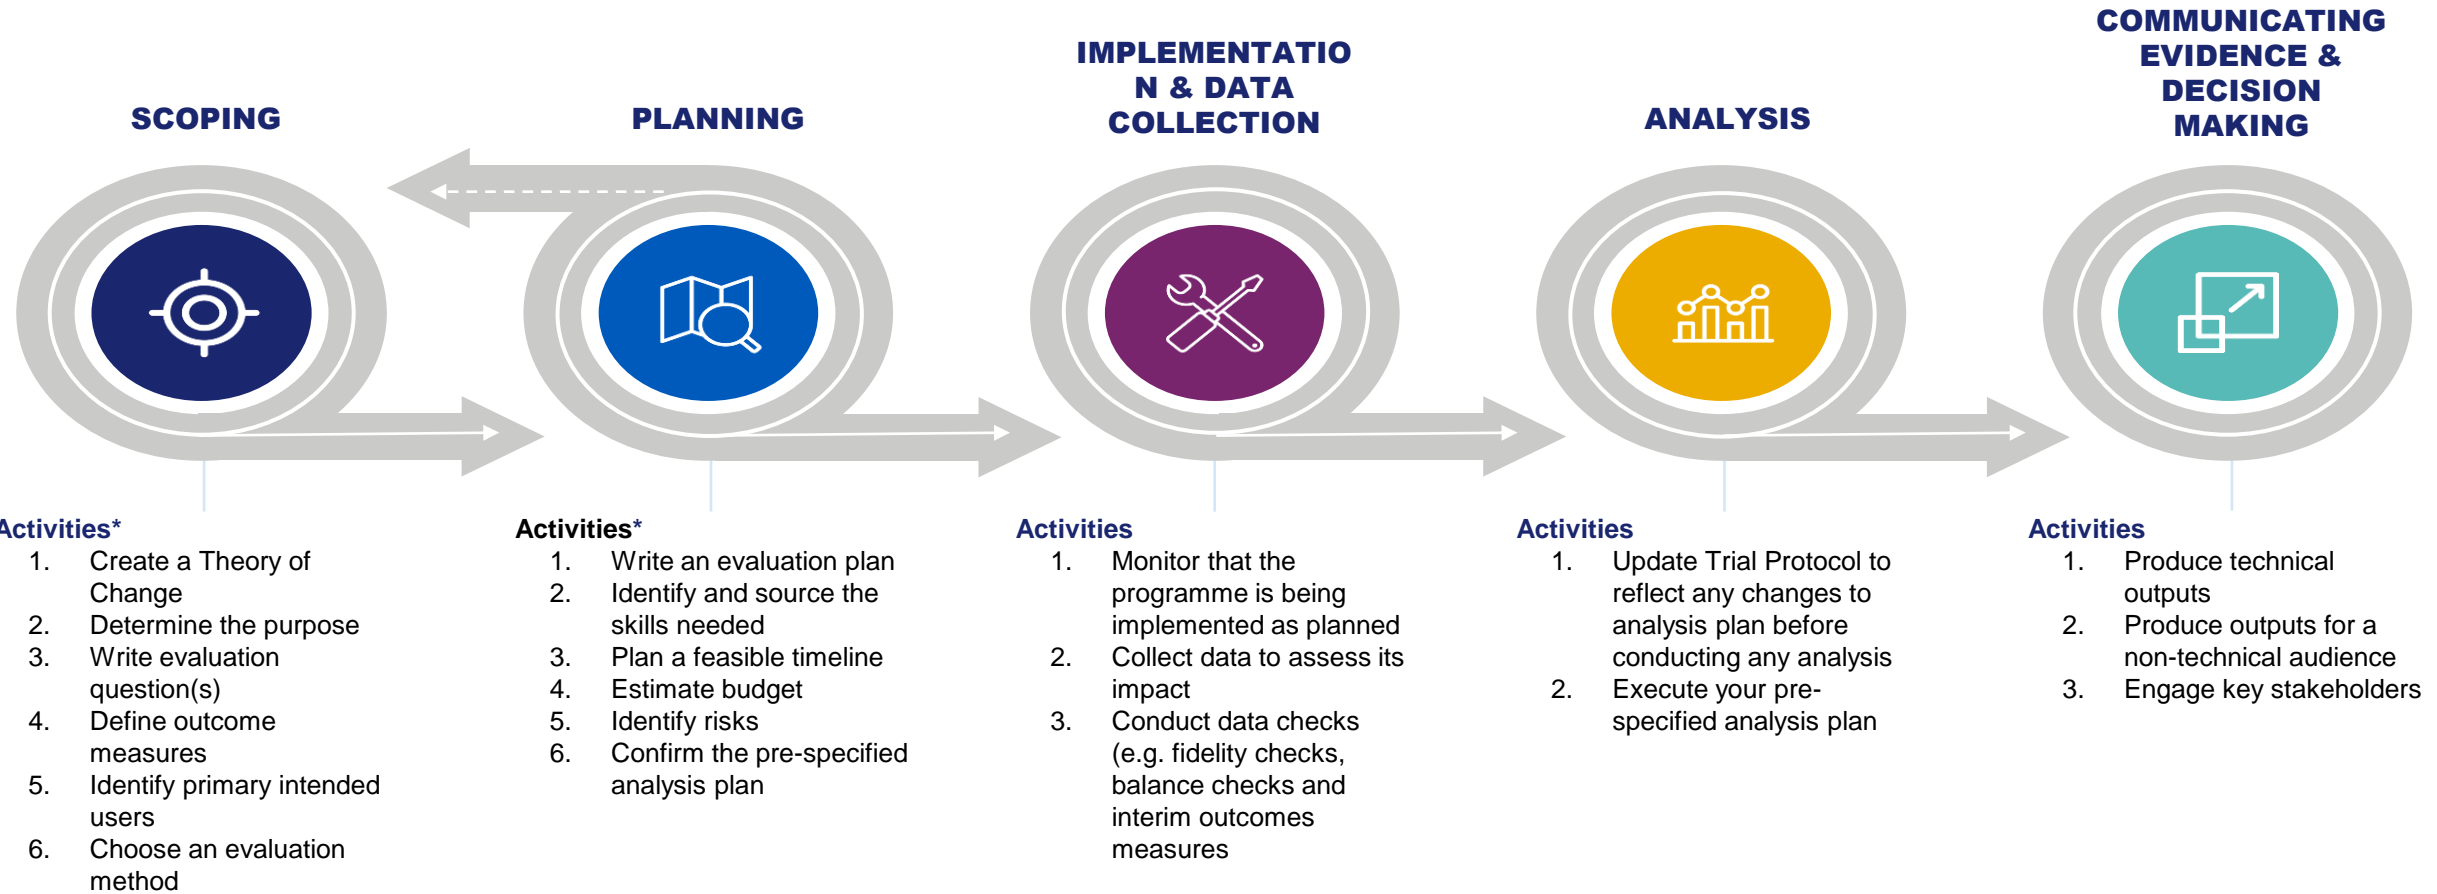 SCOPING
Activities*
1. Create a Theory of
Change
2. Determine the purpose
3. Write evaluation
question(s)
4. Define outcome
measures
5. Identify primary intended
users
6. Choose an evaluation
method
PLANNING
Activities*
1. Write an evaluation plan
2. Identify and source the
skills needed
3. Plan a feasible timeline
4. Estimate budget
5. Identify risks
6. Confirm the pre-specified
analysis plan
IMPLEMENTATIO
N & DATA
COLLECTION
Activities
1. Monitor that the
programme is being
implemented as planned
2. Collect data to assess its
impact
3. Conduct data checks
(e.g. fidelity checks,
balance checks and
interim outcomes
measures
ANALYSIS
Activities
1. Update Trial Protocol to
reflect any changes to
analysis plan before
conducting any analysis
2. Execute your pre-
specified analysis plan
COMMUNICATING
EVIDENCE &
DECISION
MAKING
Activities
1. Produce technical
outputs
2. Produce outputs for a
non-technical audience
3. Engage key stakeholders